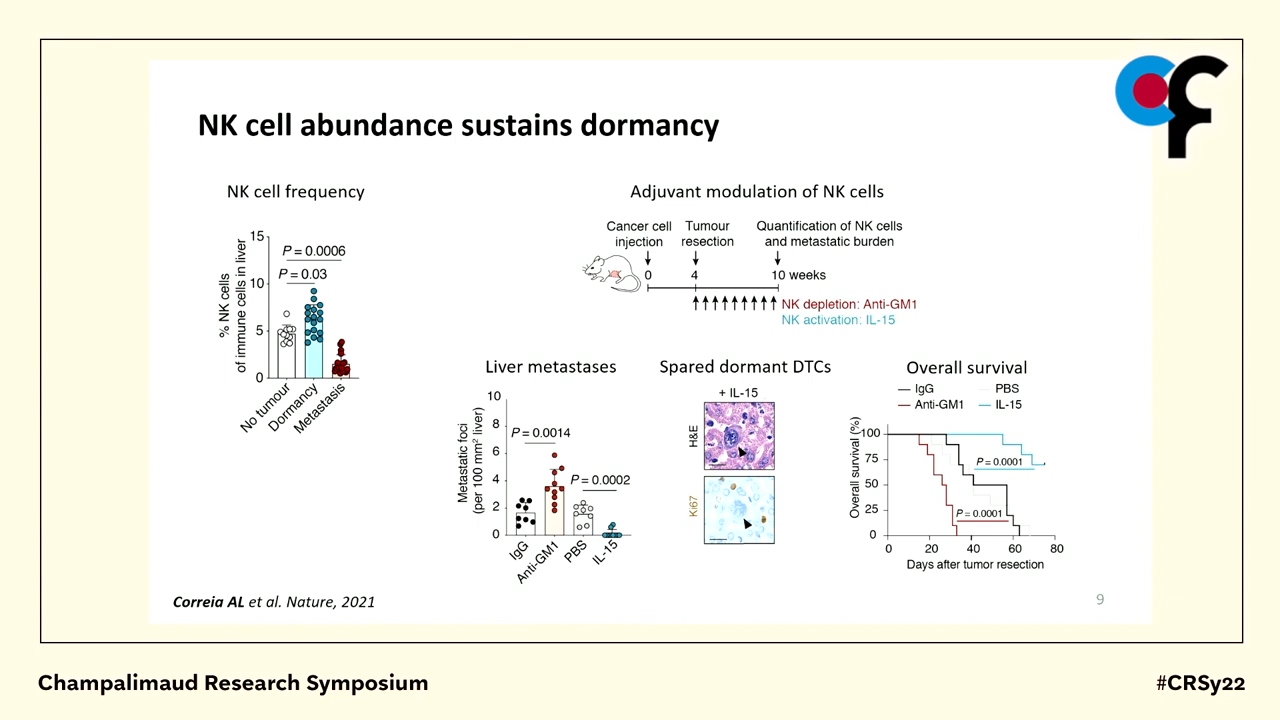 NK cell abundance sustains dormancy
NK cell frequency
% NK cells
of immune cells in liver
15
10
5
0
P = 0.0006
P = 0.03
No tumour
Dormancy
Metastasis
Adjuvant modulation of NK cells
Cancer cell
injection
Tumour
resection
Quantification of NK cells
and metastatic burden
0
4
10 weeks
NK depletion: Anti-GM1
NK activation: IL-15
Liver metastases
Metastatic foci
(per 100 mm² liver)
10
8
6
4
2
0
P = 0.0014
P = 0.0002
IgG
Anti-GM1
PBS
IL-15
Spared dormant DTCs
+ IL-15
H&E
Ki67
Overall survival
IgG
PBS
Anti-GM1
IL-15
Overall survival (%)
100
75
50
25
0
P = 0.0001
P = 0.0001
0
20
40
60
80
Days after tumor resection
Correia AL et al. Nature, 2021
9
cf
Champalimaud Research Symposium
#CRSy22